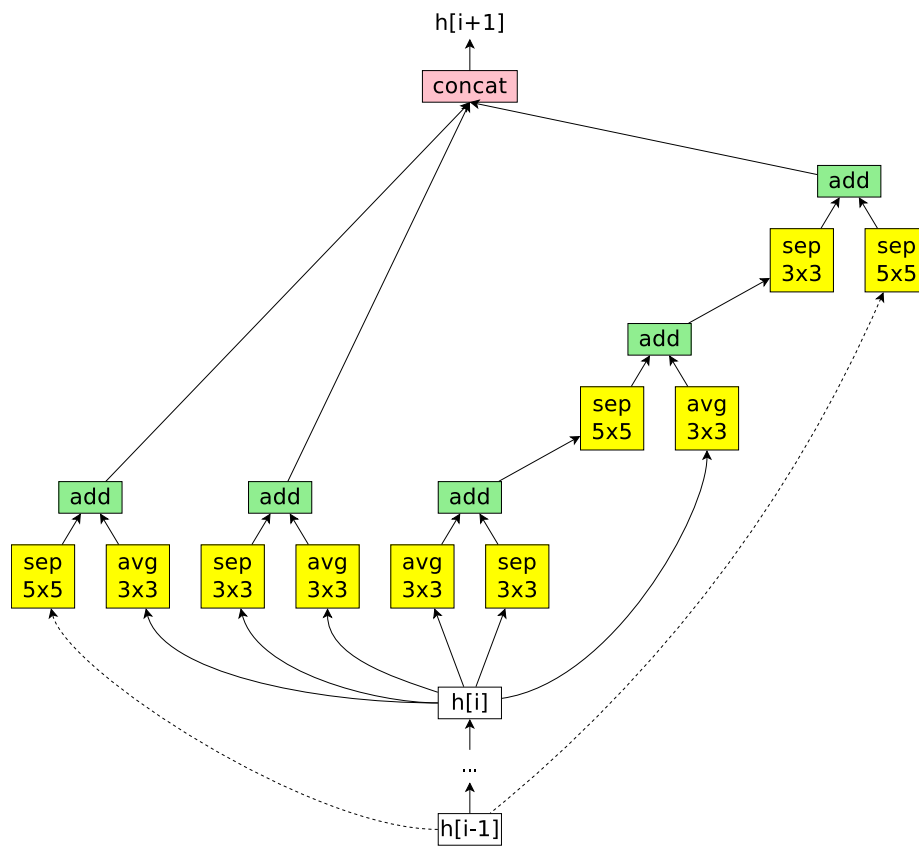 h[i+1]
concat
add
sep
3x3
sep
5x5
add
sep
5x5
avg
3x3
add
add
add
sep
5x5
avg
3x3
sep
3x3
avg
3x3
avg
3x3
sep
3x3
h[i]
...
h[i-1]